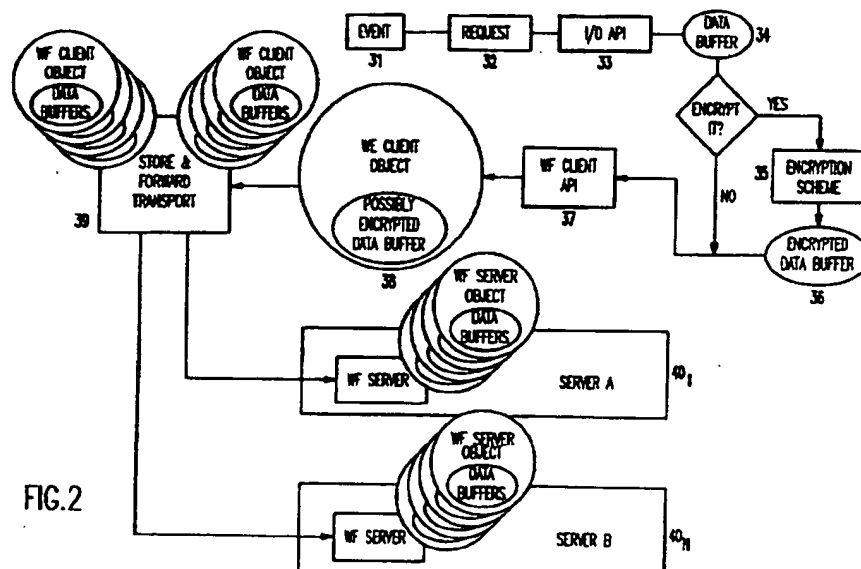 EVENT
31
REQUEST
32
I/O API
33
DATA
BUFFER
34
ENCRYPT
IT?
YES
NO
35
ENCRYPTION
SCHEME
ENCRYPTED
DATA BUFFER
36
WF CLIENT
API
37
WE CLIENT
OBJECT
POSSIBLY
ENCRYPTED
DATA BUFFER
38
WF CLIENT
OBJECT
DATA
BUFFERS
WF CLIENT
OBJECT
DATA
BUFFERS
STORE &
FORWARD
TRANSPORT
39
WF SERVER
OBJECT
DATA
BUFFERS
WF SERVER
SERVER A
40₁
WF SERVER
OBJECT
DATA
BUFFERS
WF SERVER
SERVER B
40N
FIG.2